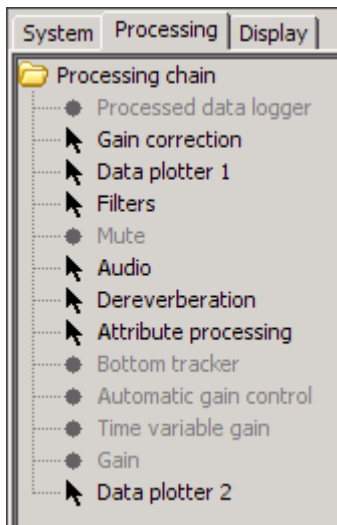 System Processing Display
Processing chain
Processed data logger
Gain correction
Data plotter 1
Filters
Mute
Audio
Dereverberation
Attribute processing
Bottom tracker
Automatic gain control
Time variable gain
Gain
Data plotter 2